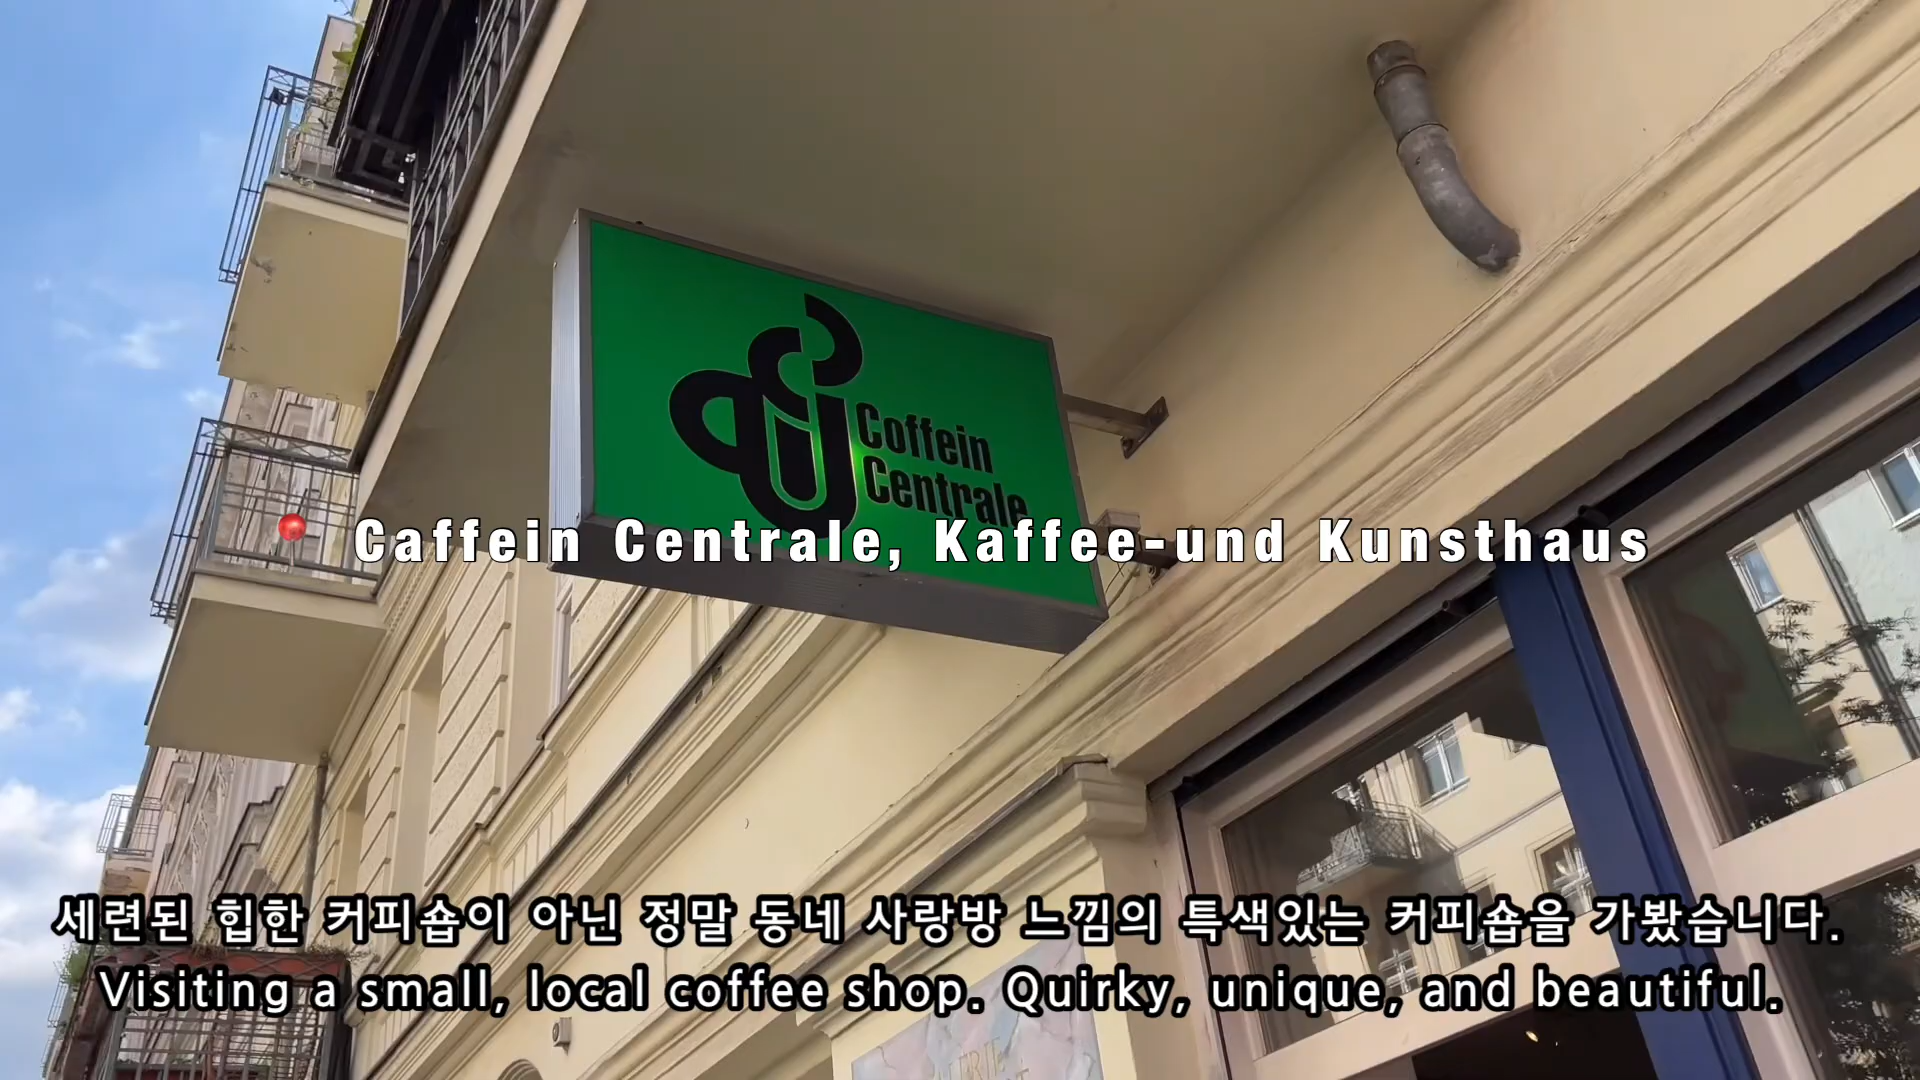 Coffein
Centrale
Caffein Centrale, Kaffee-und Kunsthaus
세련된 힙한 커피숍이 아닌 정말 동네 사랑방 느낌의 특색있는 커피숍을 가봤습니다.
Visiting a small, local coffee shop. Quirky, unique, and beautiful.